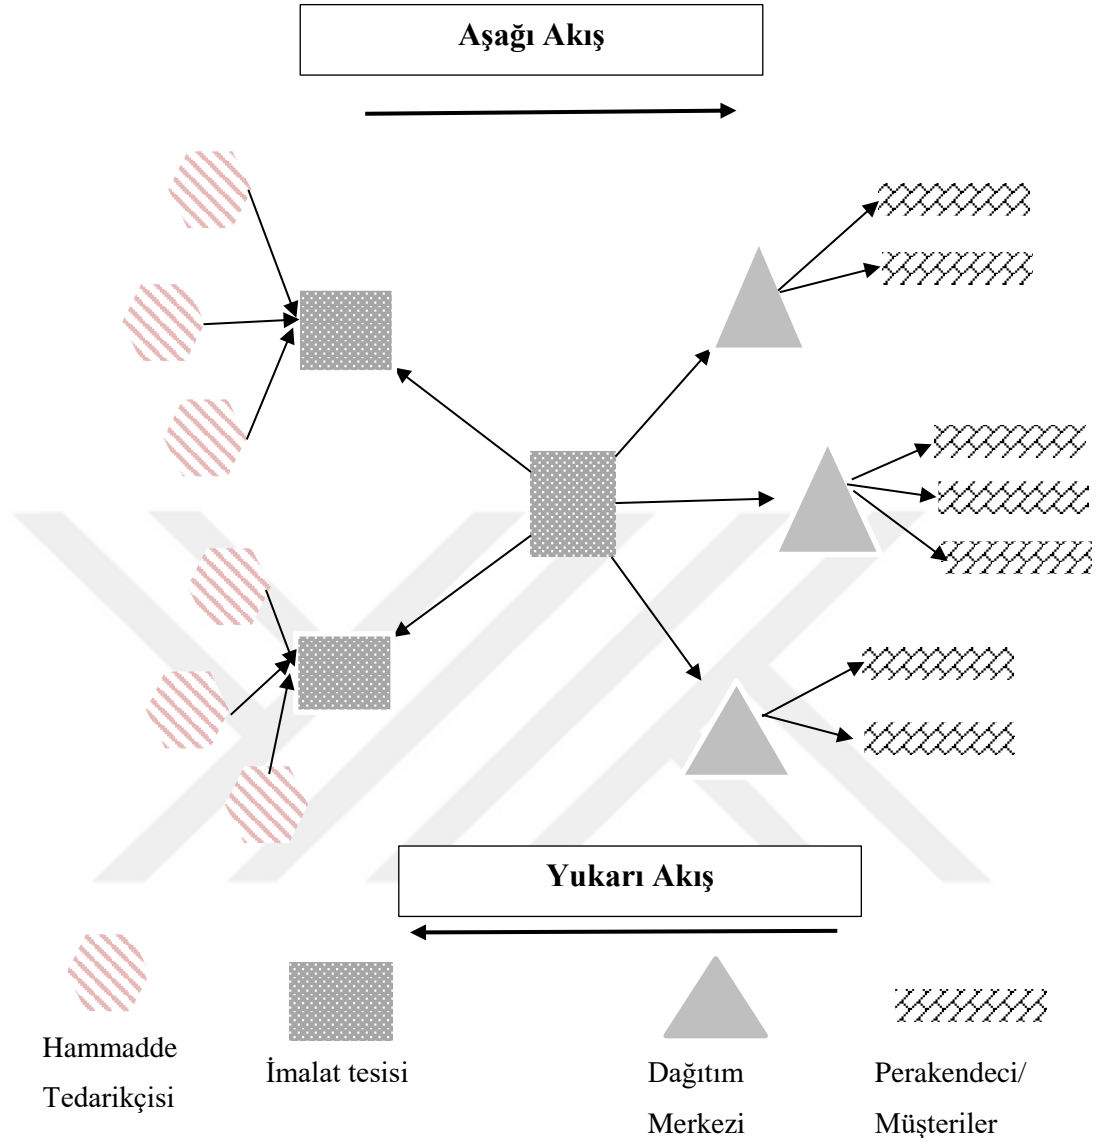 Aşağı Akış
Yukarı Akış
Hammadde
Tedarikçisi
İmalat tesisi
Dağıtım
Merkezi
Perakendeci/
Müşteriler